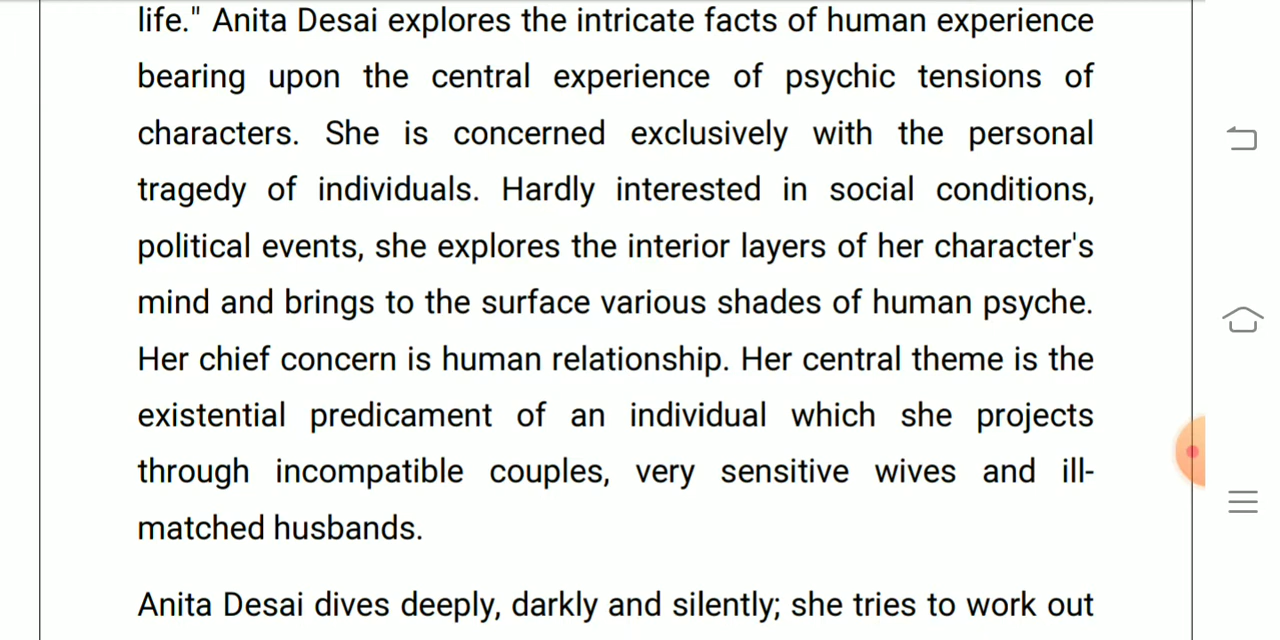 life." Anita Desai explores the intricate facts of human experience
bearing upon the central experience of psychic tensions of
characters. She is concerned exclusively with the personal
tragedy of individuals. Hardly interested in social conditions,
political events, she explores the interior layers of her character's
mind and brings to the surface various shades of human psyche.
Her chief concern is human relationship. Her central theme is the
existential predicament of an individual which she projects
through incompatible couples, very sensitive wives and ill-
matched husbands.
Anita Desai dives deeply, darkly and silently; she tries to work out